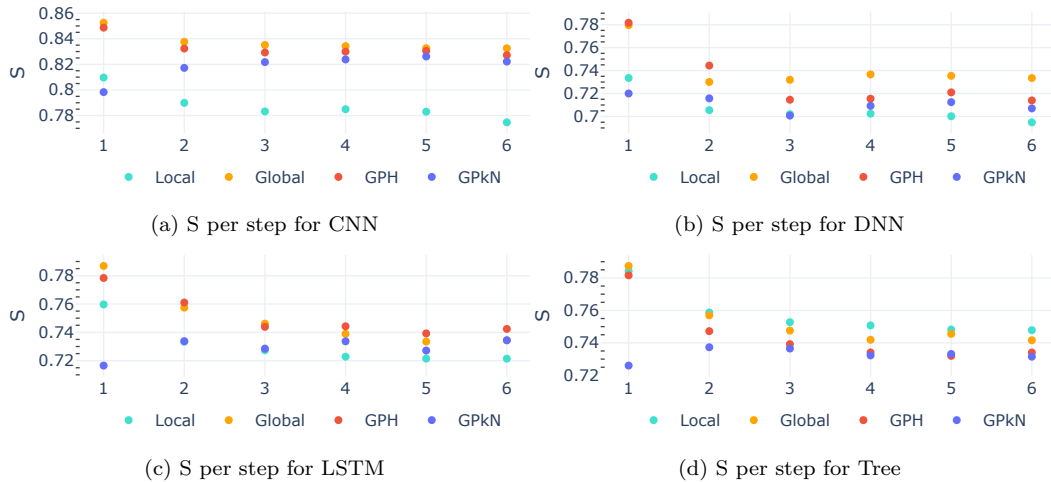 0.86
0.84
0.82
0.8
0.78
S
1 2 3 4 5 6
Local Global GPH GPkN
(a) S per step for CNN
0.78
0.76
0.74
0.72
0.7
S
1 2 3 4 5 6
Local Global GPH GPkN
(b) S per step for DNN
0.78
0.76
0.74
0.72
S
1 2 3 4 5 6
Local Global GPH GPkN
(c) S per step for LSTM
0.78
0.76
0.74
0.72
S
1 2 3 4 5 6
Local Global GPH GPkN
(d) S per step for Tree